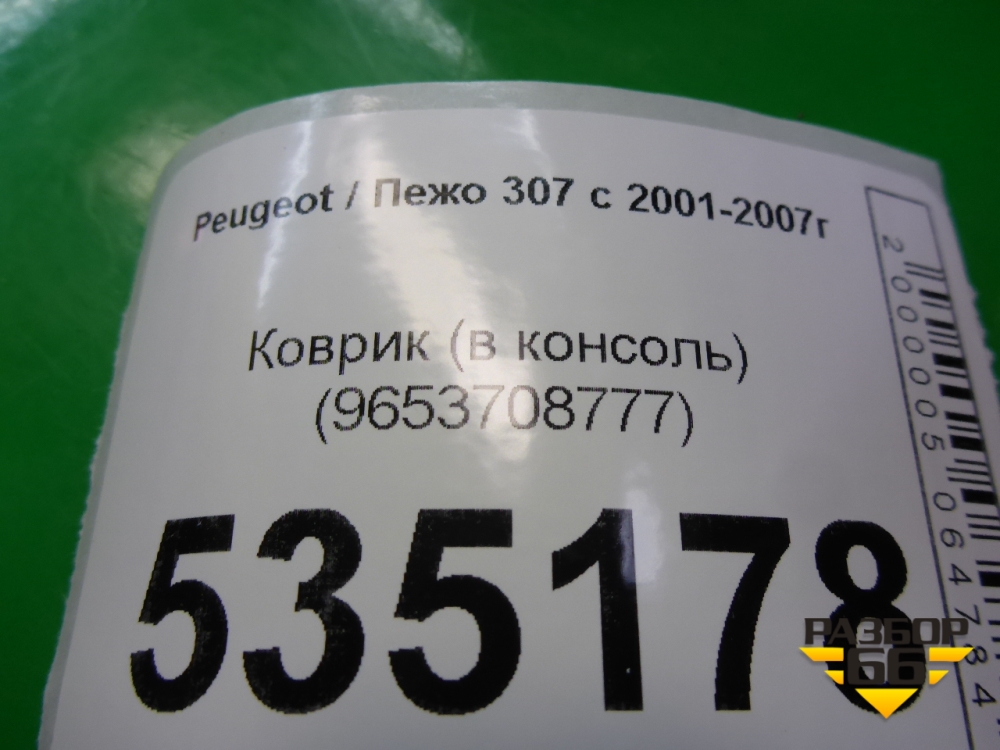 Peugeot / Пежо 307 с 2001-2007г
Коврик (в консоль)
(9653708777)
535178
2000005064784
РАЗБОР
66